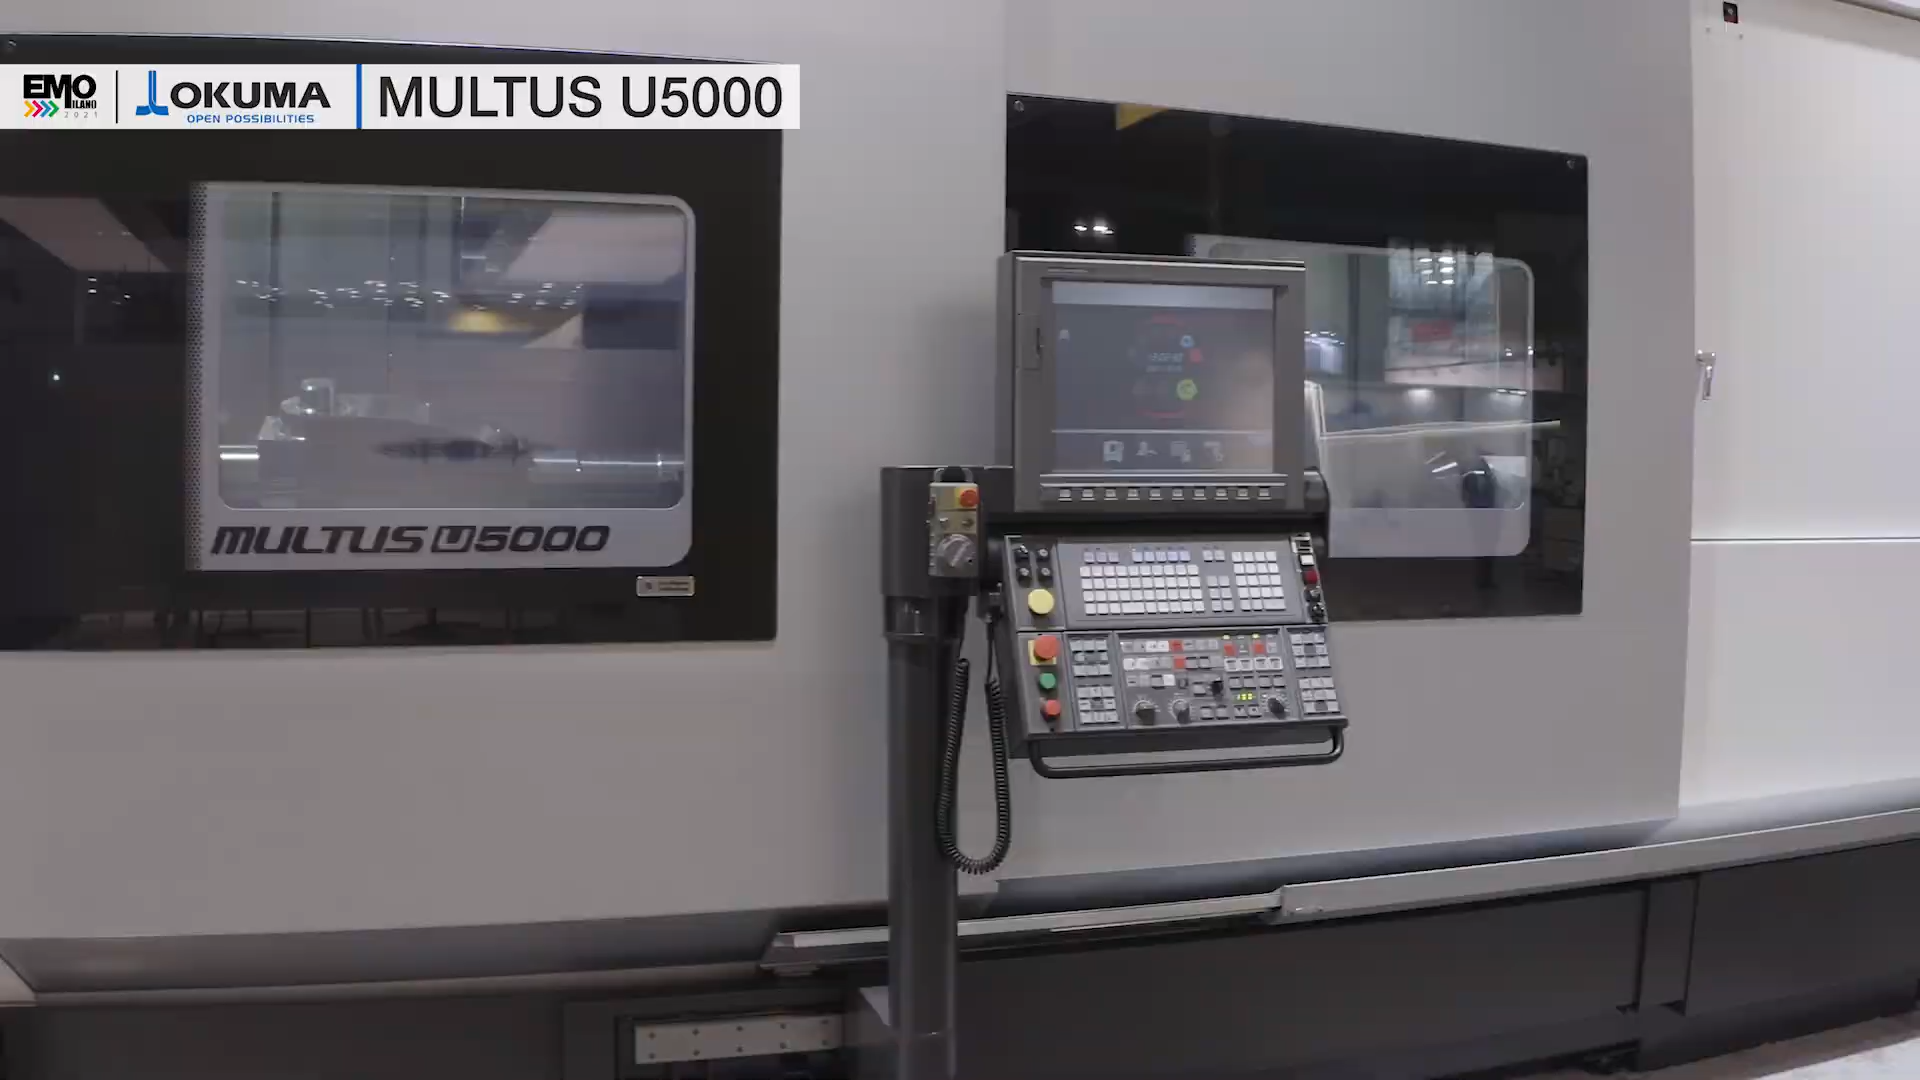 EMO
MILANO
2021
OKUMA
OPEN POSSIBILITIES
MULTUS U5000
MULTUS U5000